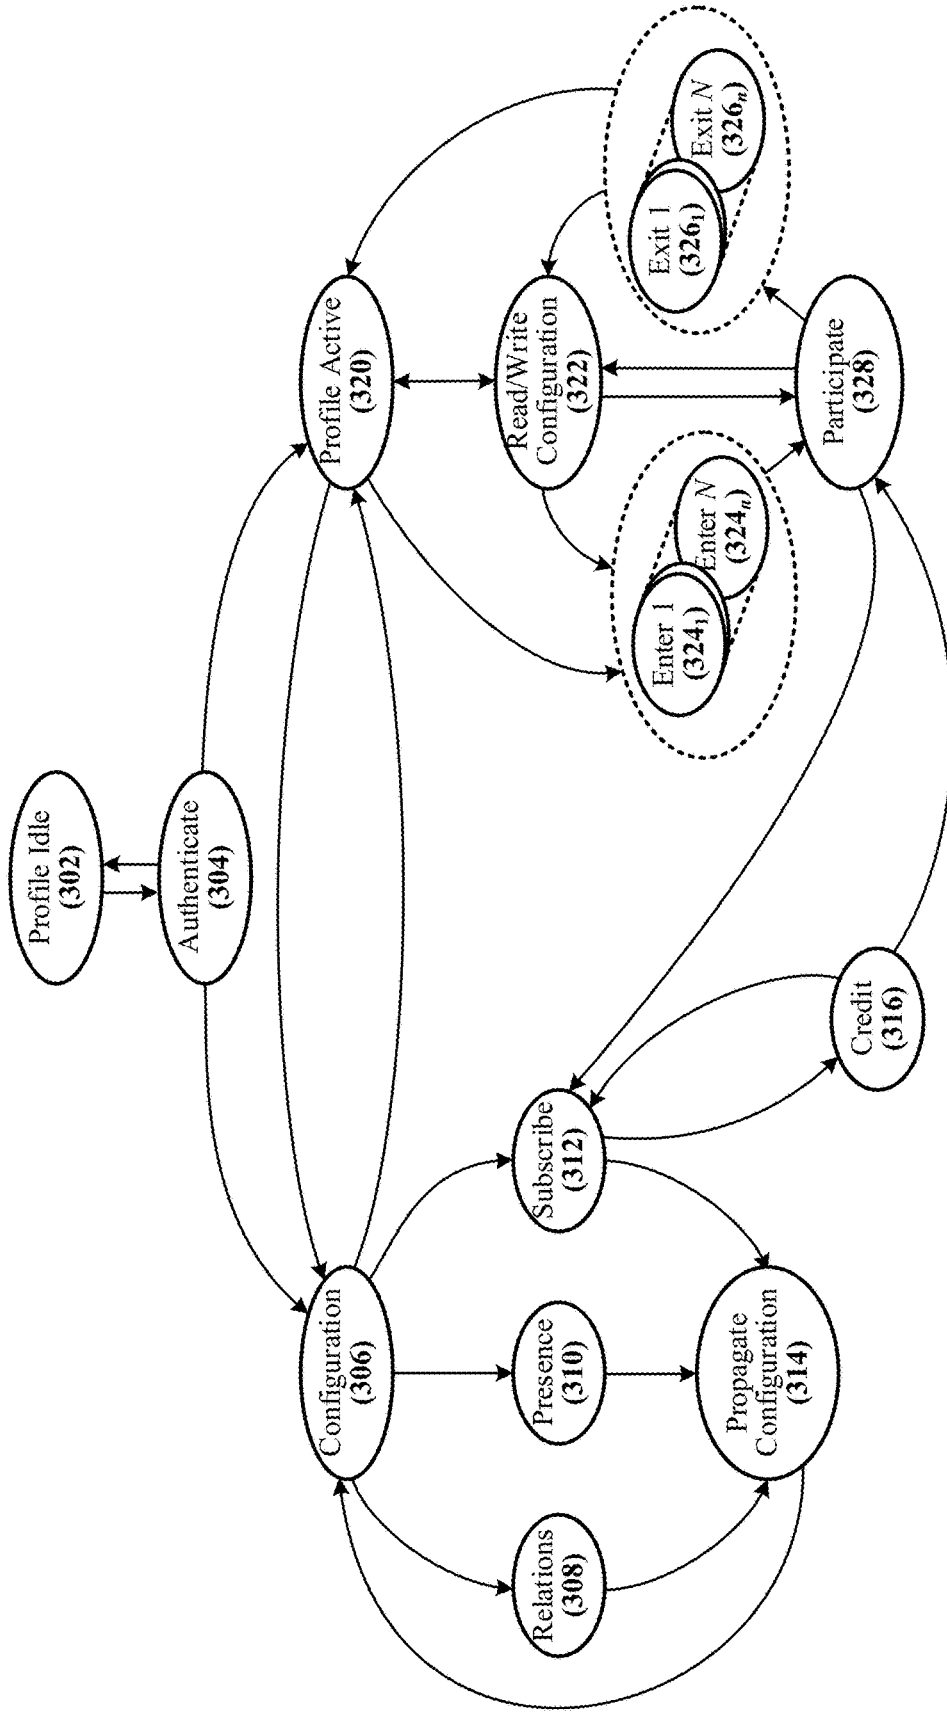 Profile Idle
(302)
Authenticate
(304)
Configuration
(306)
Profile Active
(320)
Relations
(308)
Presence
(310)
Subscribe
(312)
Read/Write
Configuration
(322)
Enter 1
(324₁)
Enter N
(324ₙ)
Exit 1
(326₁)
Exit N
(326ₙ)
Propagate
Configuration
(314)
Credit
(316)
Participate
(328)